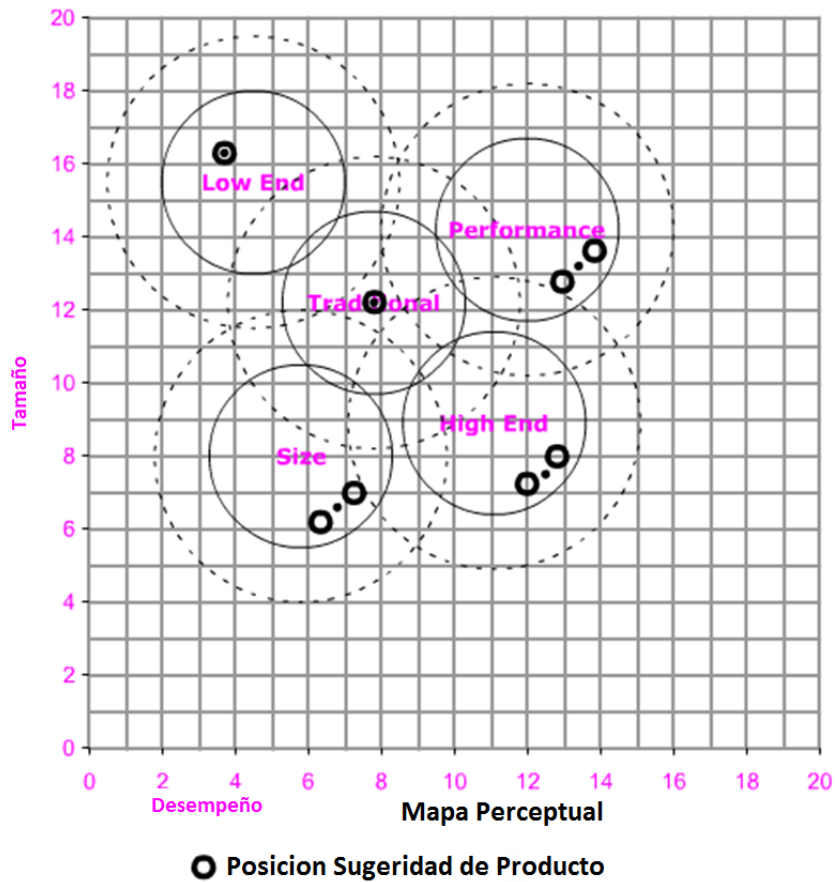 20
18
16
14
12
10
8
6
4
2
0
Tamaño
Low End
Performance
Traditional
High End
Size
0 2 4 6 8 10 12 14 16 18 20
Desempeño
Mapa Perceptual
Posicion Sugeridad de Producto